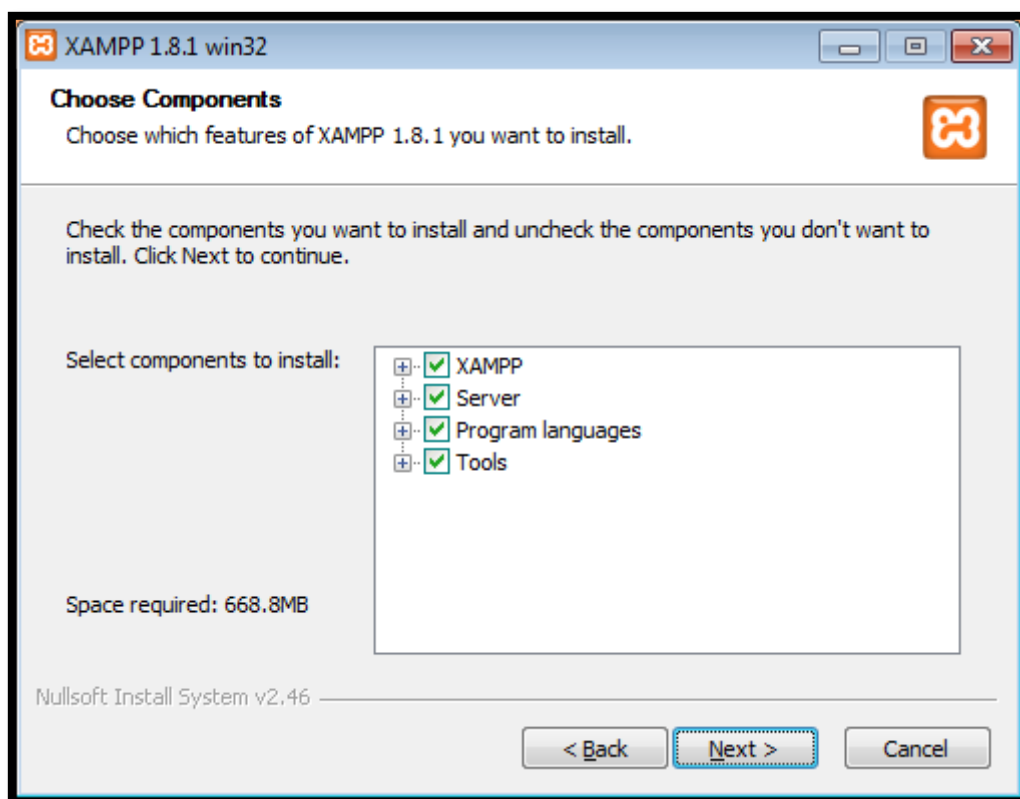 XAMPP 1.8.1 win32
Choose Components
Choose which features of XAMPP 1.8.1 you want to install.
Check the components you want to install and uncheck the components you don't want to
install. Click Next to continue.
Select components to install:
XAMPP
Server
Program languages
Tools
Space required: 668.8MB
Nullsoft Install System v2.46
< Back
Next >
Cancel